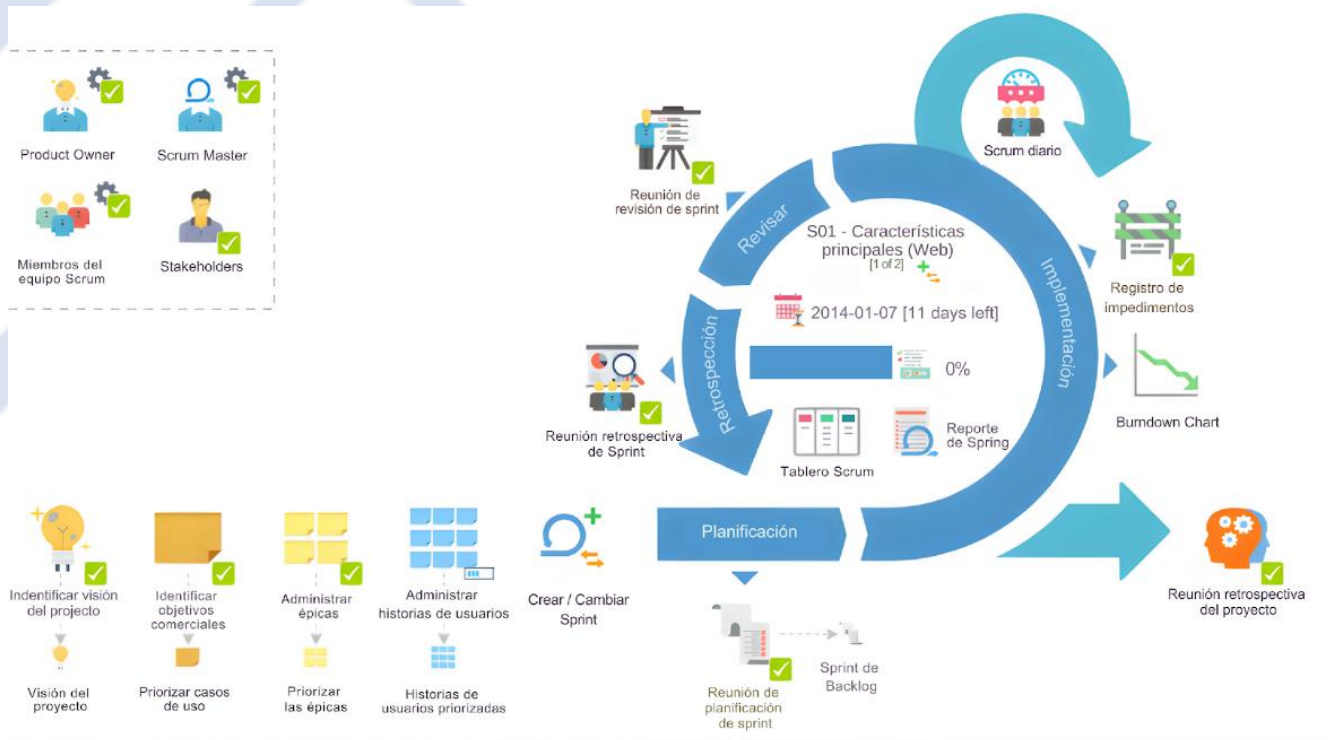 Product Owner
Scrum Master
Miembros del
equipo Scrum
Stakeholders
Scrum diario
Reunión de
revisión de sprint
Revisar
S01 - Características
principales (Web)
[1 of 2]
2014-01-07 [11 days left]
0%
Tablero Scrum
Reporte
de Spring
Implementación
Registro de
impedimentos
Burndown Chart
Retrospección
Reunión retrospectiva
de Sprint
Planificación
Indentificar visión
del projecto
Identificar
objetivos
comerciales
Administrar
épicas
Administrar
historias de usuarios
Crear / Cambiar
Sprint
Reunión retrospectiva
del proyecto
Visión del
proyecto
Priorizar casos
de uso
Priorizar
las épicas
Historias de
usuarios priorizadas
Reunión de
planificación
de sprint
Sprint de
Backlog